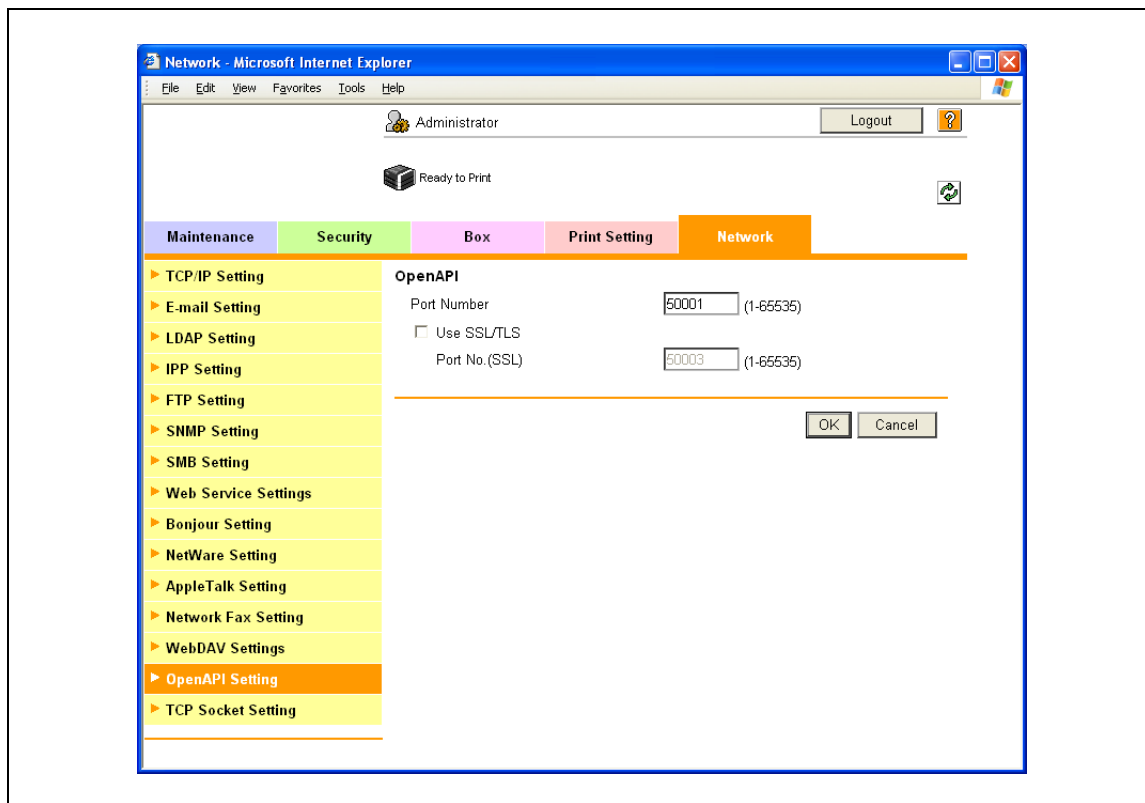 Network - Microsoft Internet Explorer
File Edit View Favorites Tools Help
Administrator
Logout
?
Ready to Print
Maintenance Security Box Print Setting Network
TCP/IP Setting
E-mail Setting
LDAP Setting
IPP Setting
FTP Setting
SNMP Setting
SMB Setting
Web Service Settings
Bonjour Setting
NetWare Setting
AppleTalk Setting
Network Fax Setting
WebDAV Settings
OpenAPI Setting
TCP Socket Setting
OpenAPI
Port Number 50001 (1-65535)
Use SSL/TLS
Port No.(SSL) 50003 (1-65535)
OK Cancel